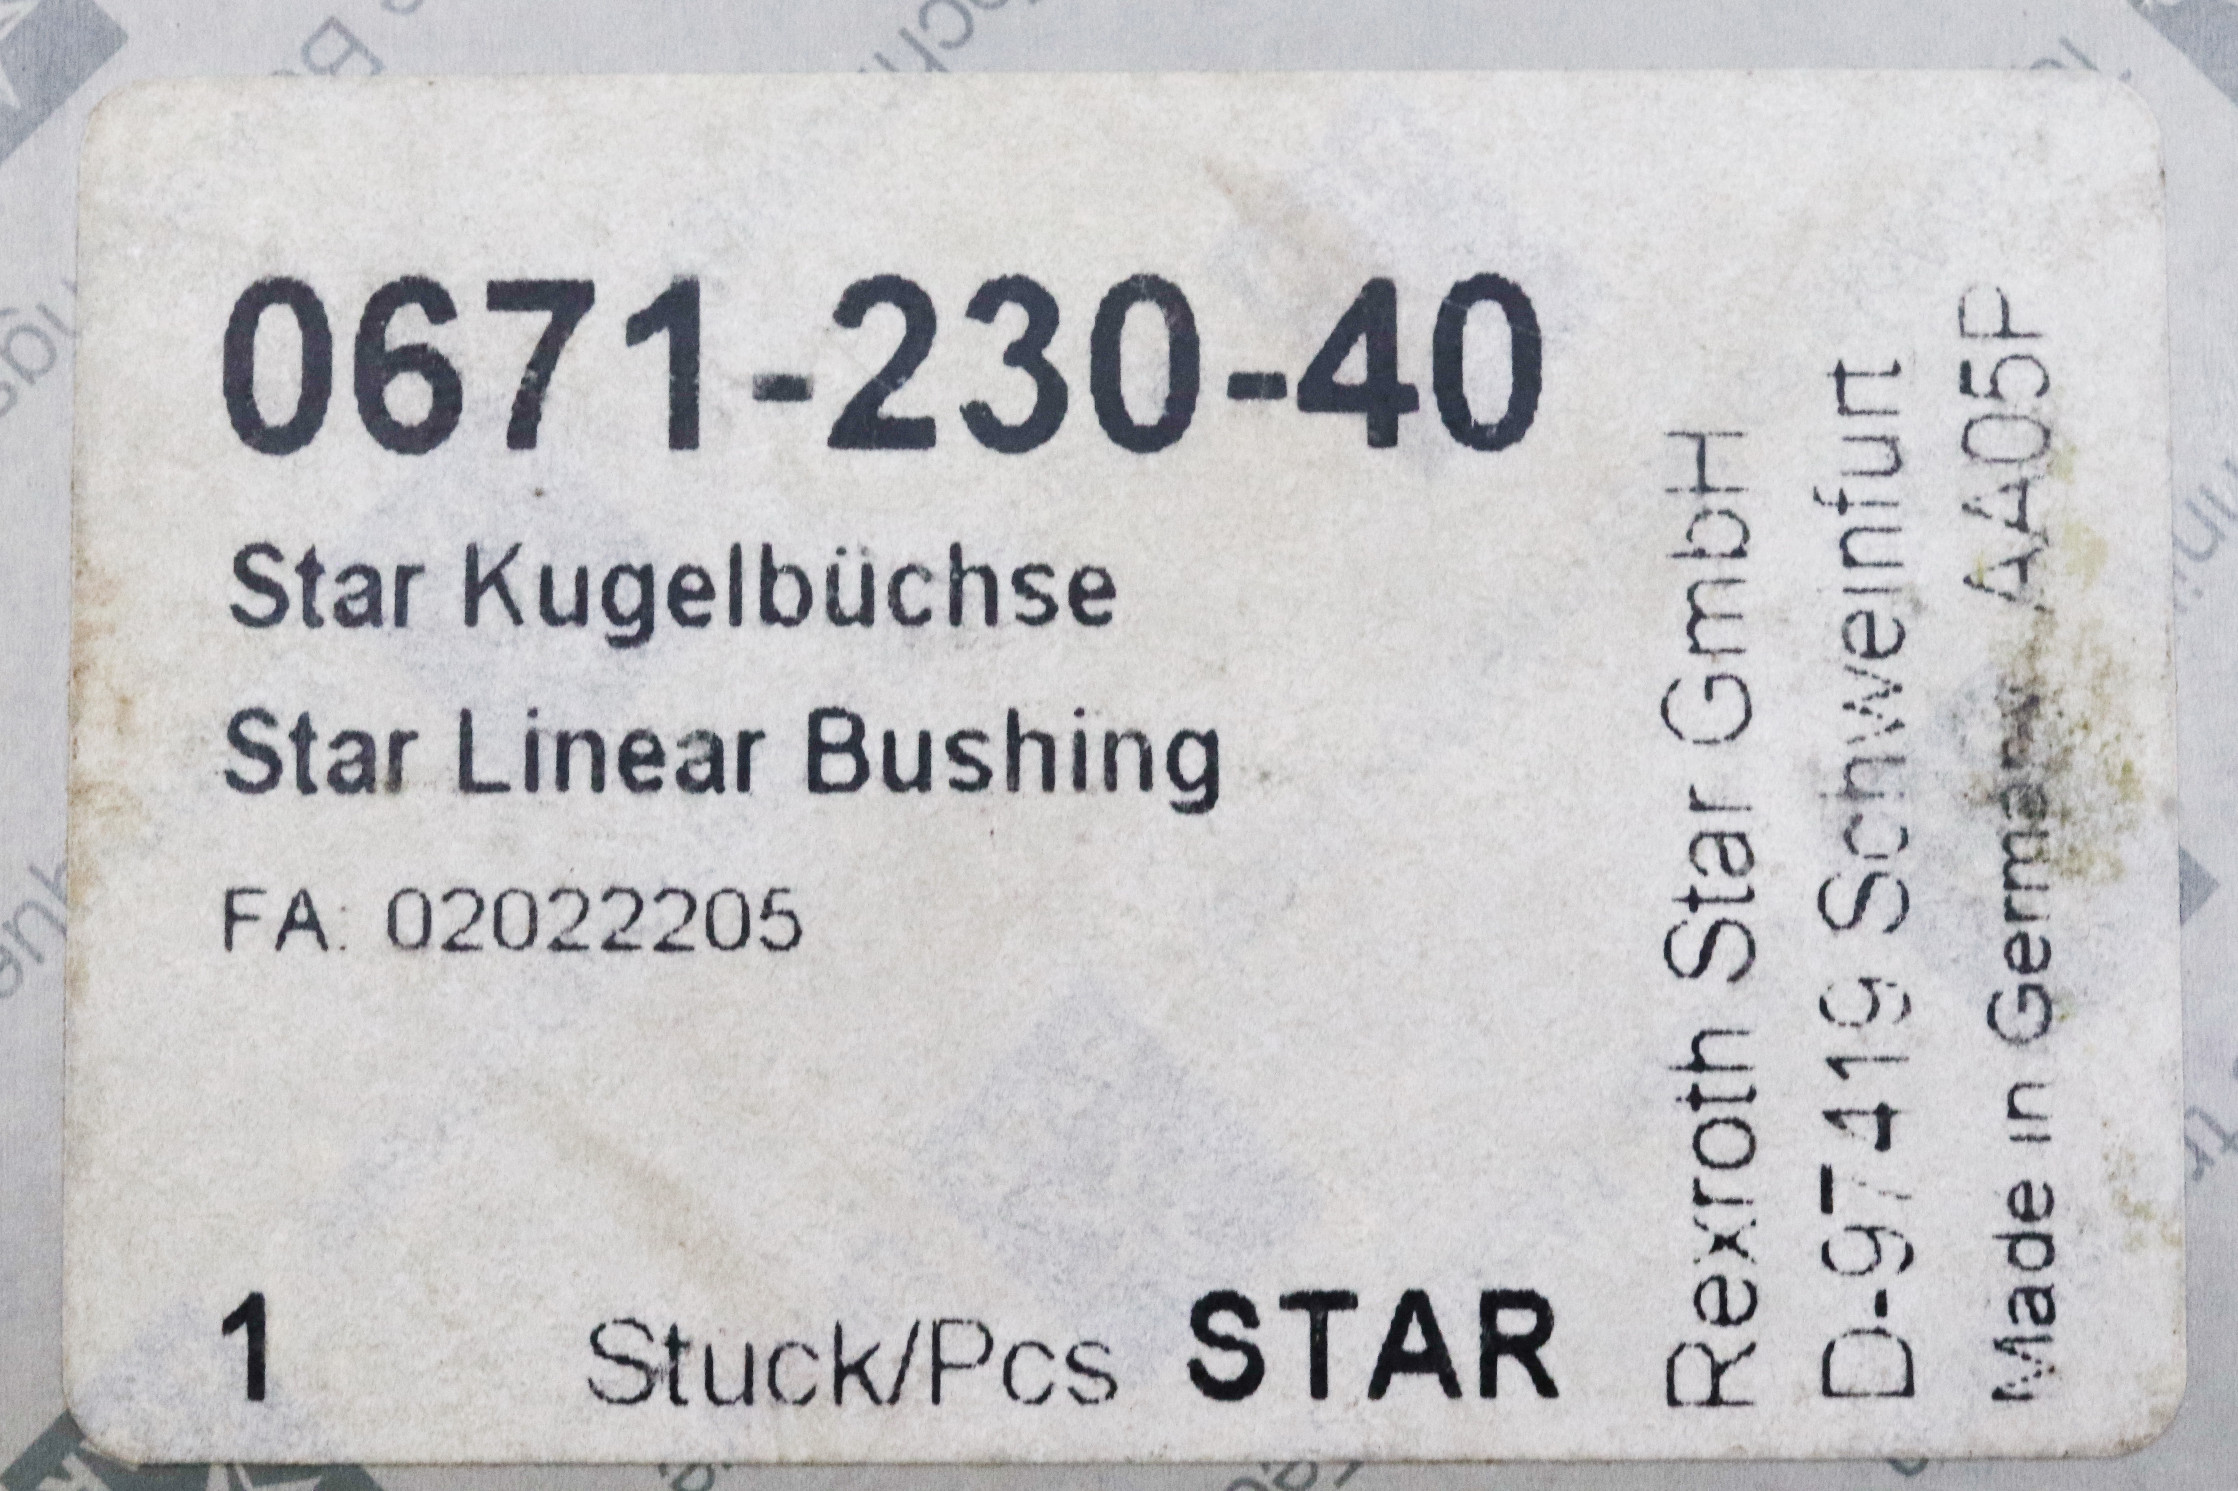 0671-230-40
Star Kugelbüchse
Star Linear Bushing
FA: 02022205
1 Stuck/Pcs STAR
Rexroth Star GmbH
D-97419 Schweinfurt
Made in Germany AA05P